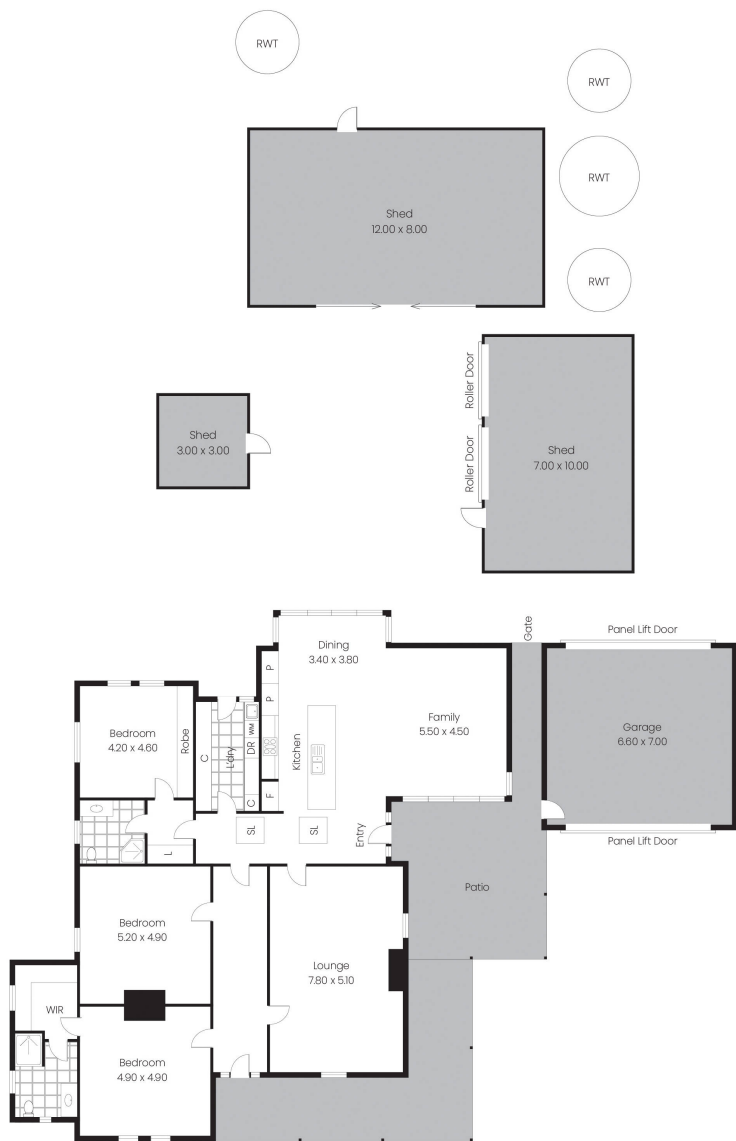 RWT
RWT
RWT
RWT
Shed
12.00 x 8.00
Roller Door
Roller Door
Shed
3.00 x 3.00
Shed
7.00 x 10.00
Gate
Panel Lift Door
Dining
3.40 x 3.80
P
P
Family
5.50 x 4.50
Garage
6.60 x 7.00
Bedroom
4.20 x 4.60
Robe
C
L'dry
WM
DR
C
F
Kitchen
SL
SL
Entry
Panel Lift Door
L
Patio
Bedroom
5.20 x 4.90
Lounge
7.80 x 5.10
WIR
Bedroom
4.90 x 4.90